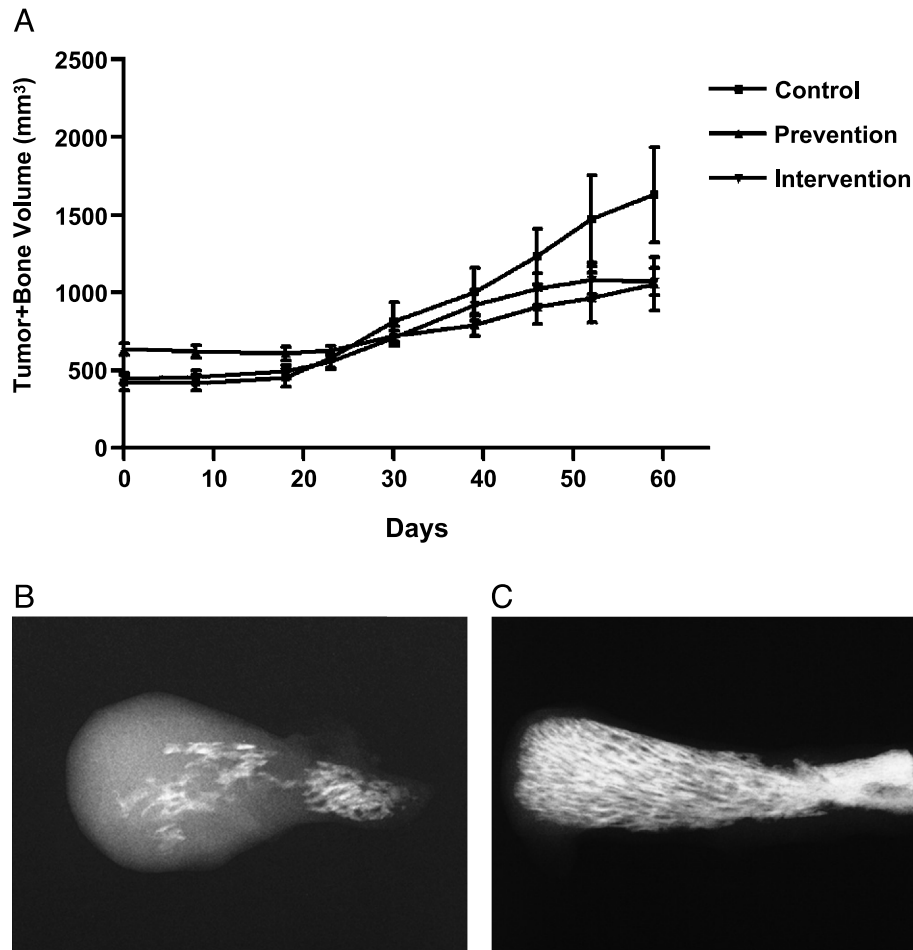 A
Tumor+Bone Volume (mm³)
2500
2000
1500
1000
500
0
0 10 20 30 40 50 60
Days
Control
Prevention
Intervention
B
C